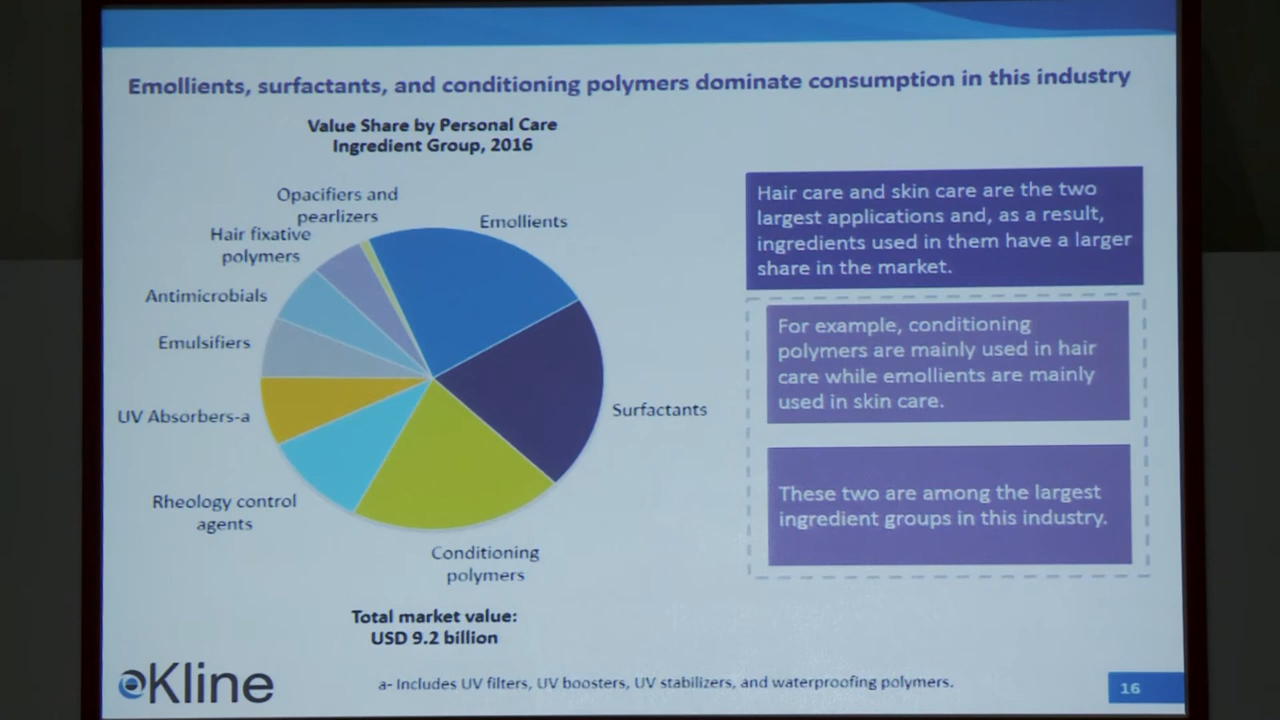 Emollients, surfactants, and conditioning polymers dominate consumption in this industry
Value Share by Personal Care
Ingredient Group, 2016
Opacifiers and
pearlizers
Emollients
Hair fixative
polymers
Antimicrobials
Emulsifiers
UV Absorbers-a
Surfactants
Rheology control
agents
Conditioning
polymers
Total market value:
USD 9.2 billion
Hair care and skin care are the two
largest applications and, as a result,
ingredients used in them have a larger
share in the market.
For example, conditioning
polymers are mainly used in hair
care while emollients are mainly
used in skin care.
These two are among the largest
ingredient groups in this industry.
Kline
a- Includes UV filters, UV boosters, UV stabilizers, and waterproofing polymers.
16